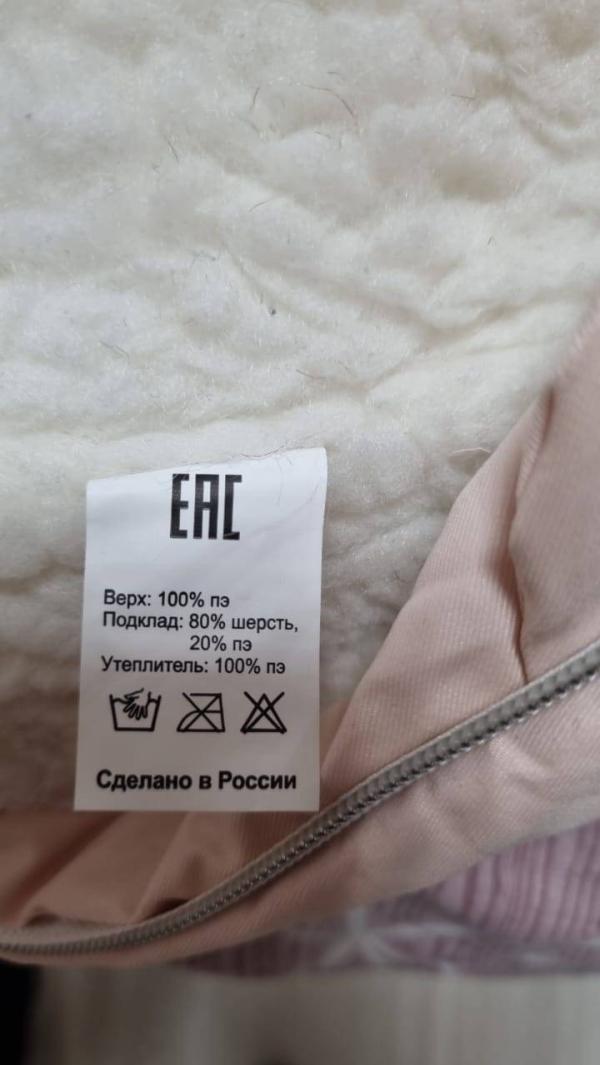 EAC
Верх: 100% пэ
Подклад: 80% шерсть,
20% пэ
Утеплитель: 100% пэ
Сделано в России